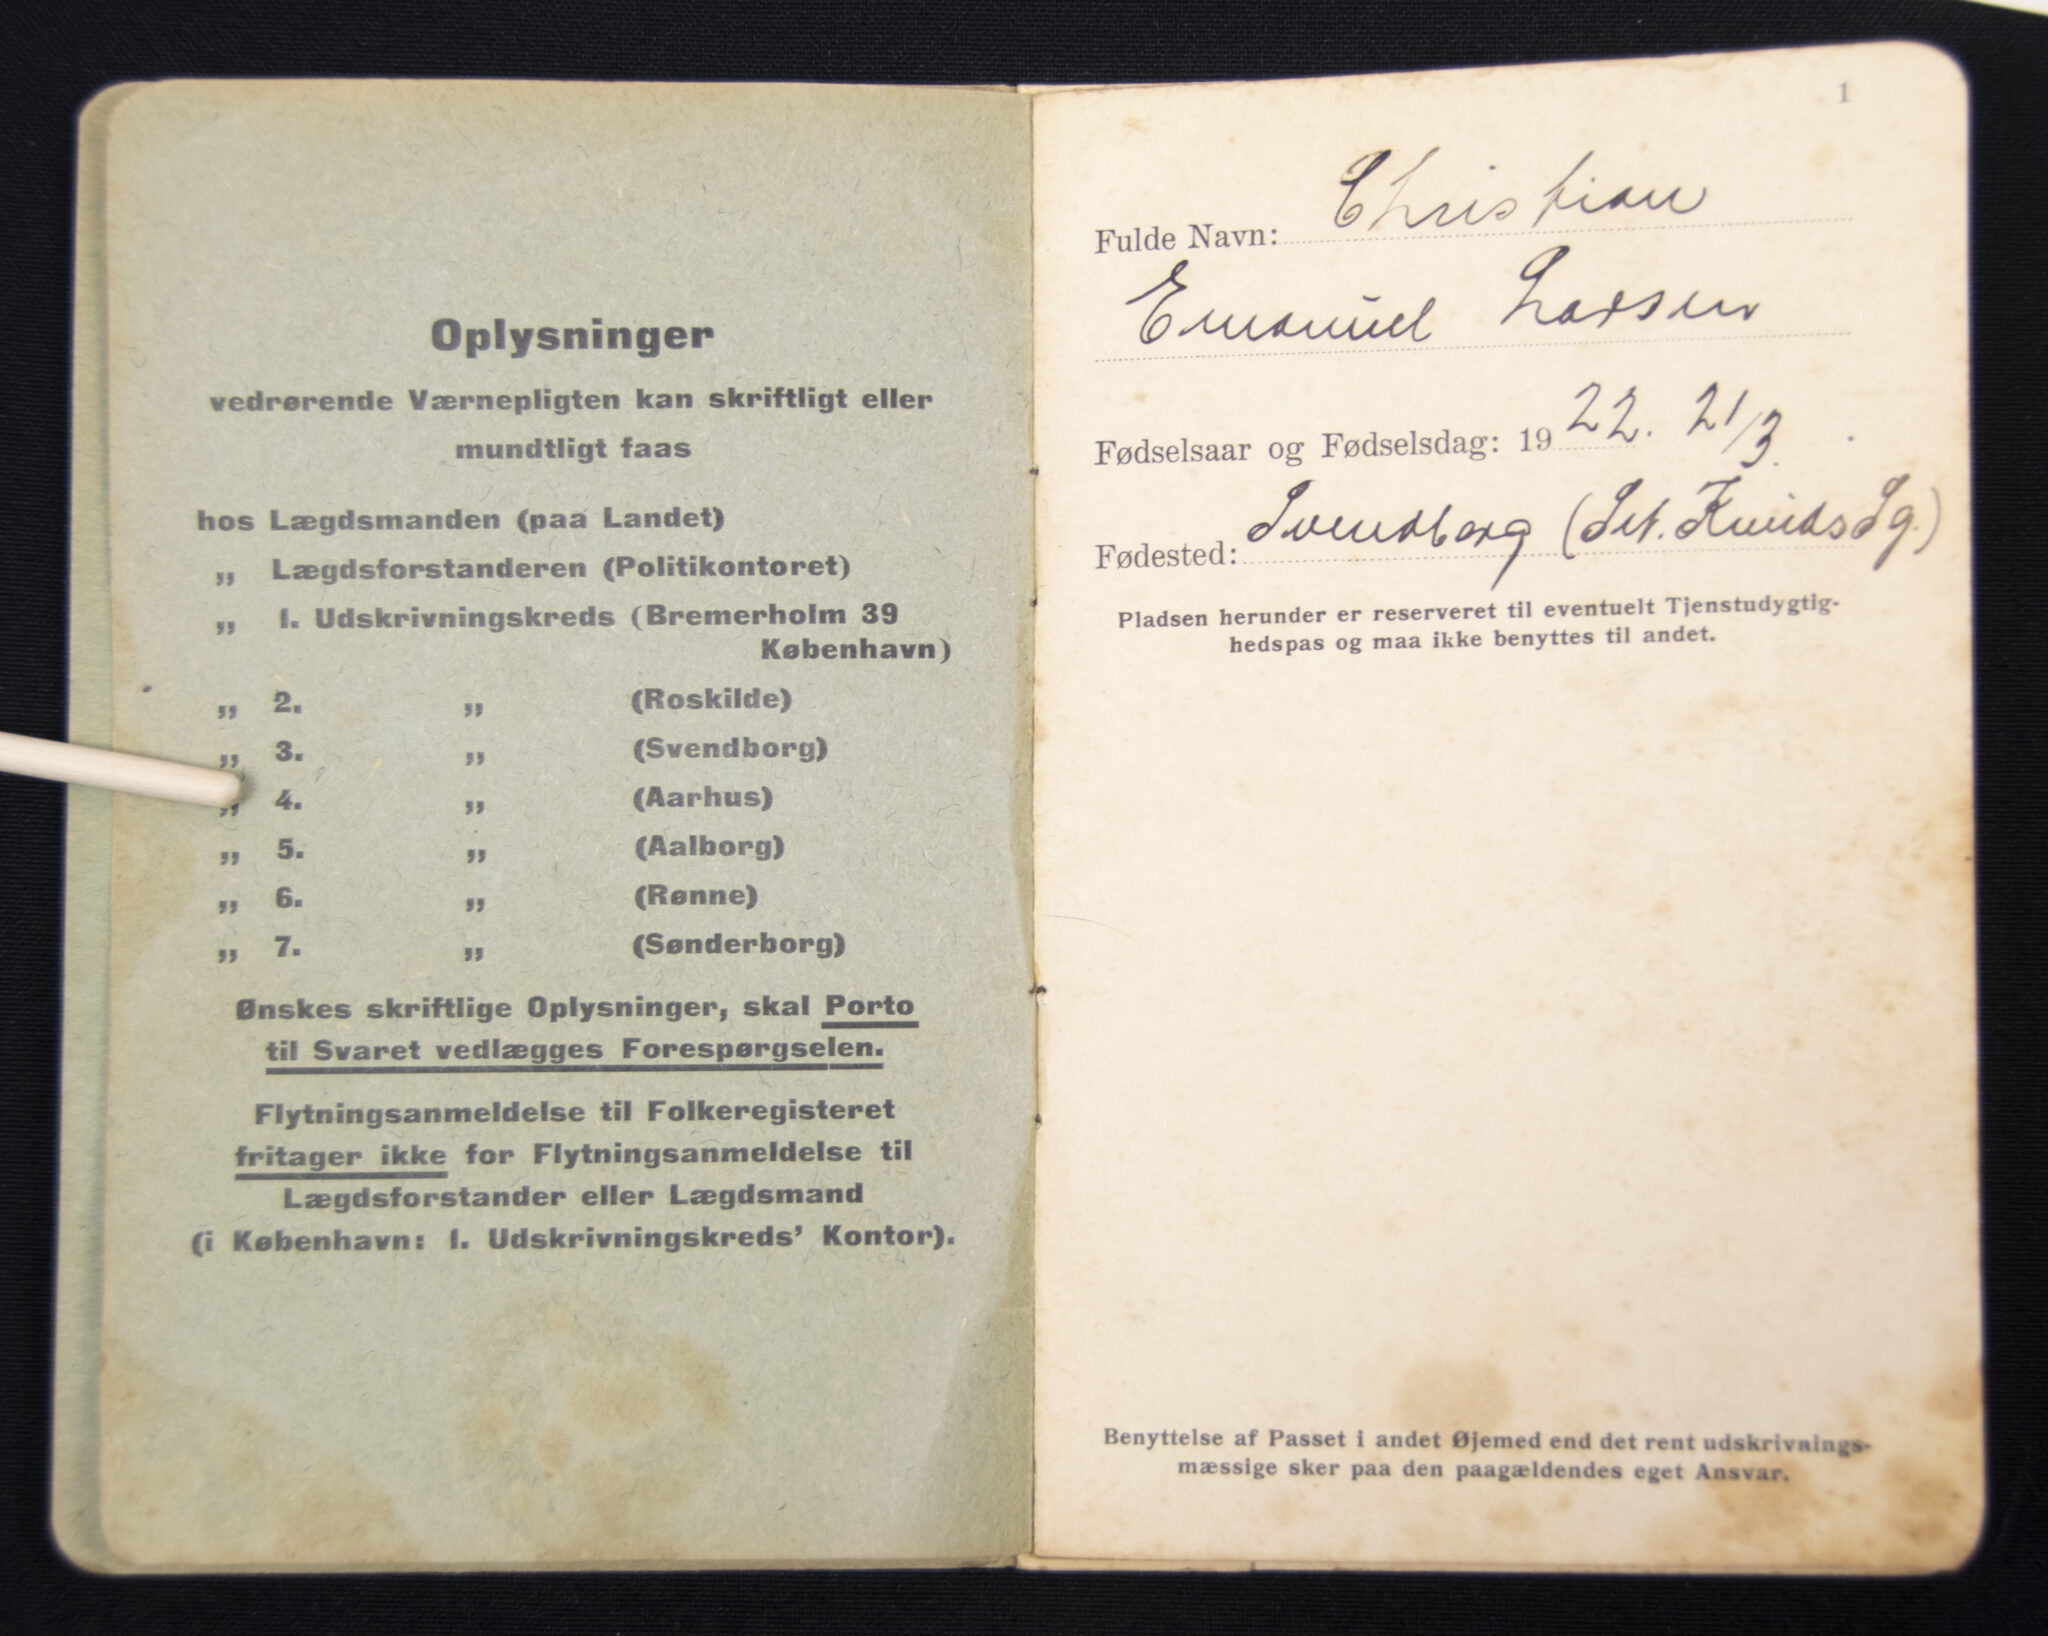 Oplysninger
vedrørende Værnepligten kan skriftligt eller
mundtligt faas
hos Lægdsmanden (paa Landet)
„ Lægdsforstanderen (Politikontoret)
„ 1. Udskrivningskreds (Bremerholm 39
København)
„ 2. „ (Roskilde)
„ 3. „ (Svendborg)
„ 4. „ (Aarhus)
„ 5. „ (Aalborg)
„ 6. „ (Rønne)
„ 7. „ (Sønderborg)
Ønskes skriftlige Oplysninger, skal Porto
til Svaret vedlægges Forespørgselen.
Flytningsanmeldelse til Folkeregisteret
fritager ikke for Flytningsanmeldelse til
Lægdsforstander eller Lægdsmand
(i København: 1. Udskrivningskreds' Kontor).
1
Fulde Navn: Christian
Emanuel Larsen
Fødselsaar og Fødselsdag: 1922. 21/3.
Fødested: Svendborg (Sct. Knuds Sg.)
Pladsen herunder er reserveret til eventuelt Tjenstudygtig-
hedspas og maa ikke benyttes til andet.
Benyttelse af Passet i andet Øjemed end det rent udskrivnings-
mæssige sker paa den paagældendes eget Ansvar.